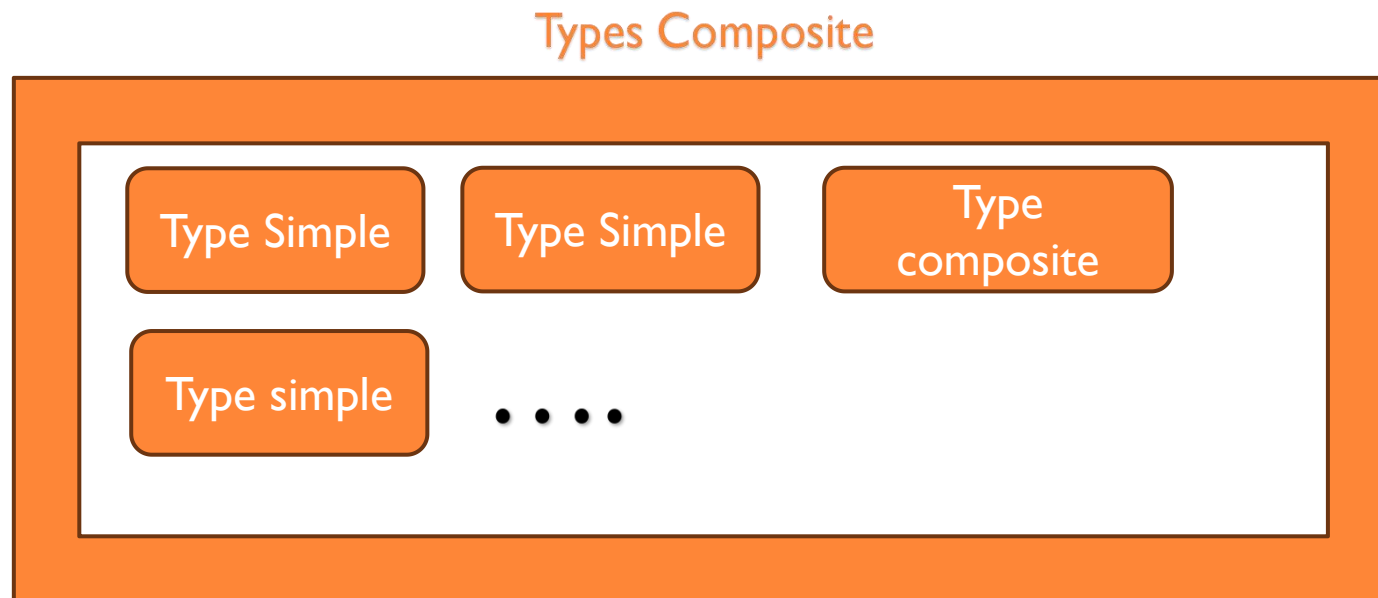 Types Composite
Type Simple
Type Simple
Type
composite
Type simple
....